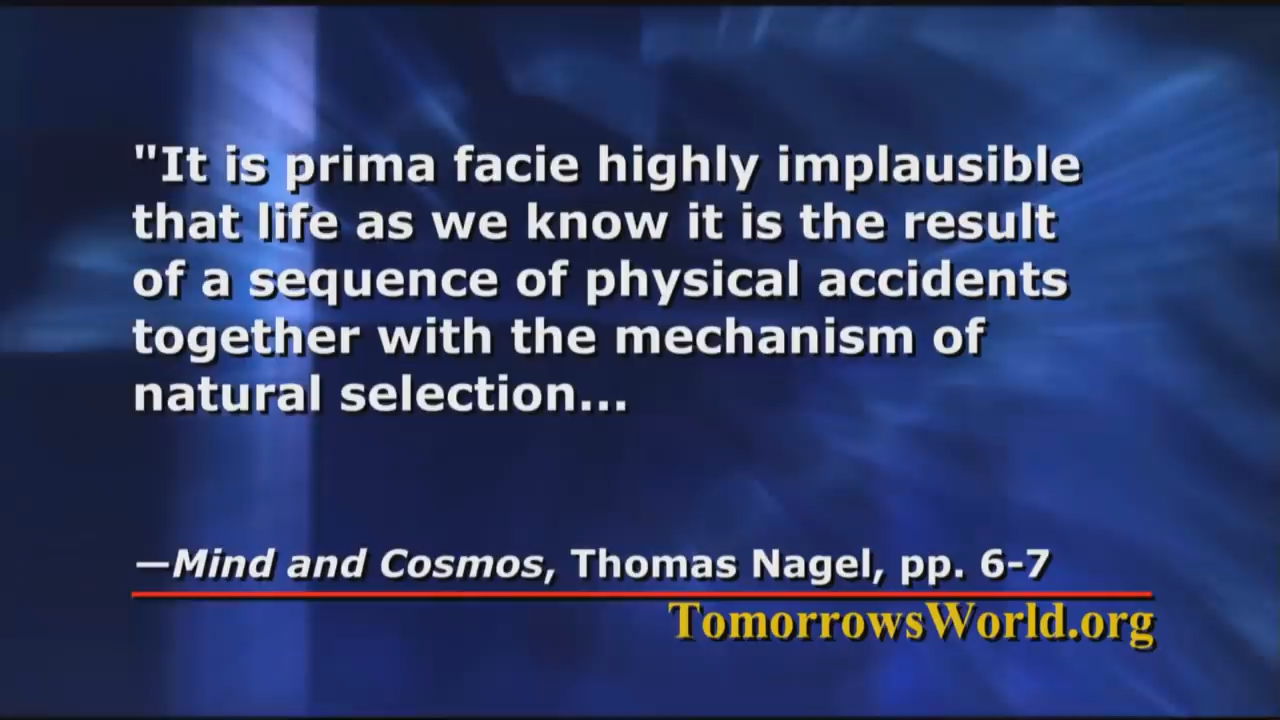 "It is prima facie highly implausible
that life as we know it is the result
of a sequence of physical accidents
together with the mechanism of
natural selection...
—Mind and Cosmos, Thomas Nagel, pp. 6-7
TomorrowsWorld.org